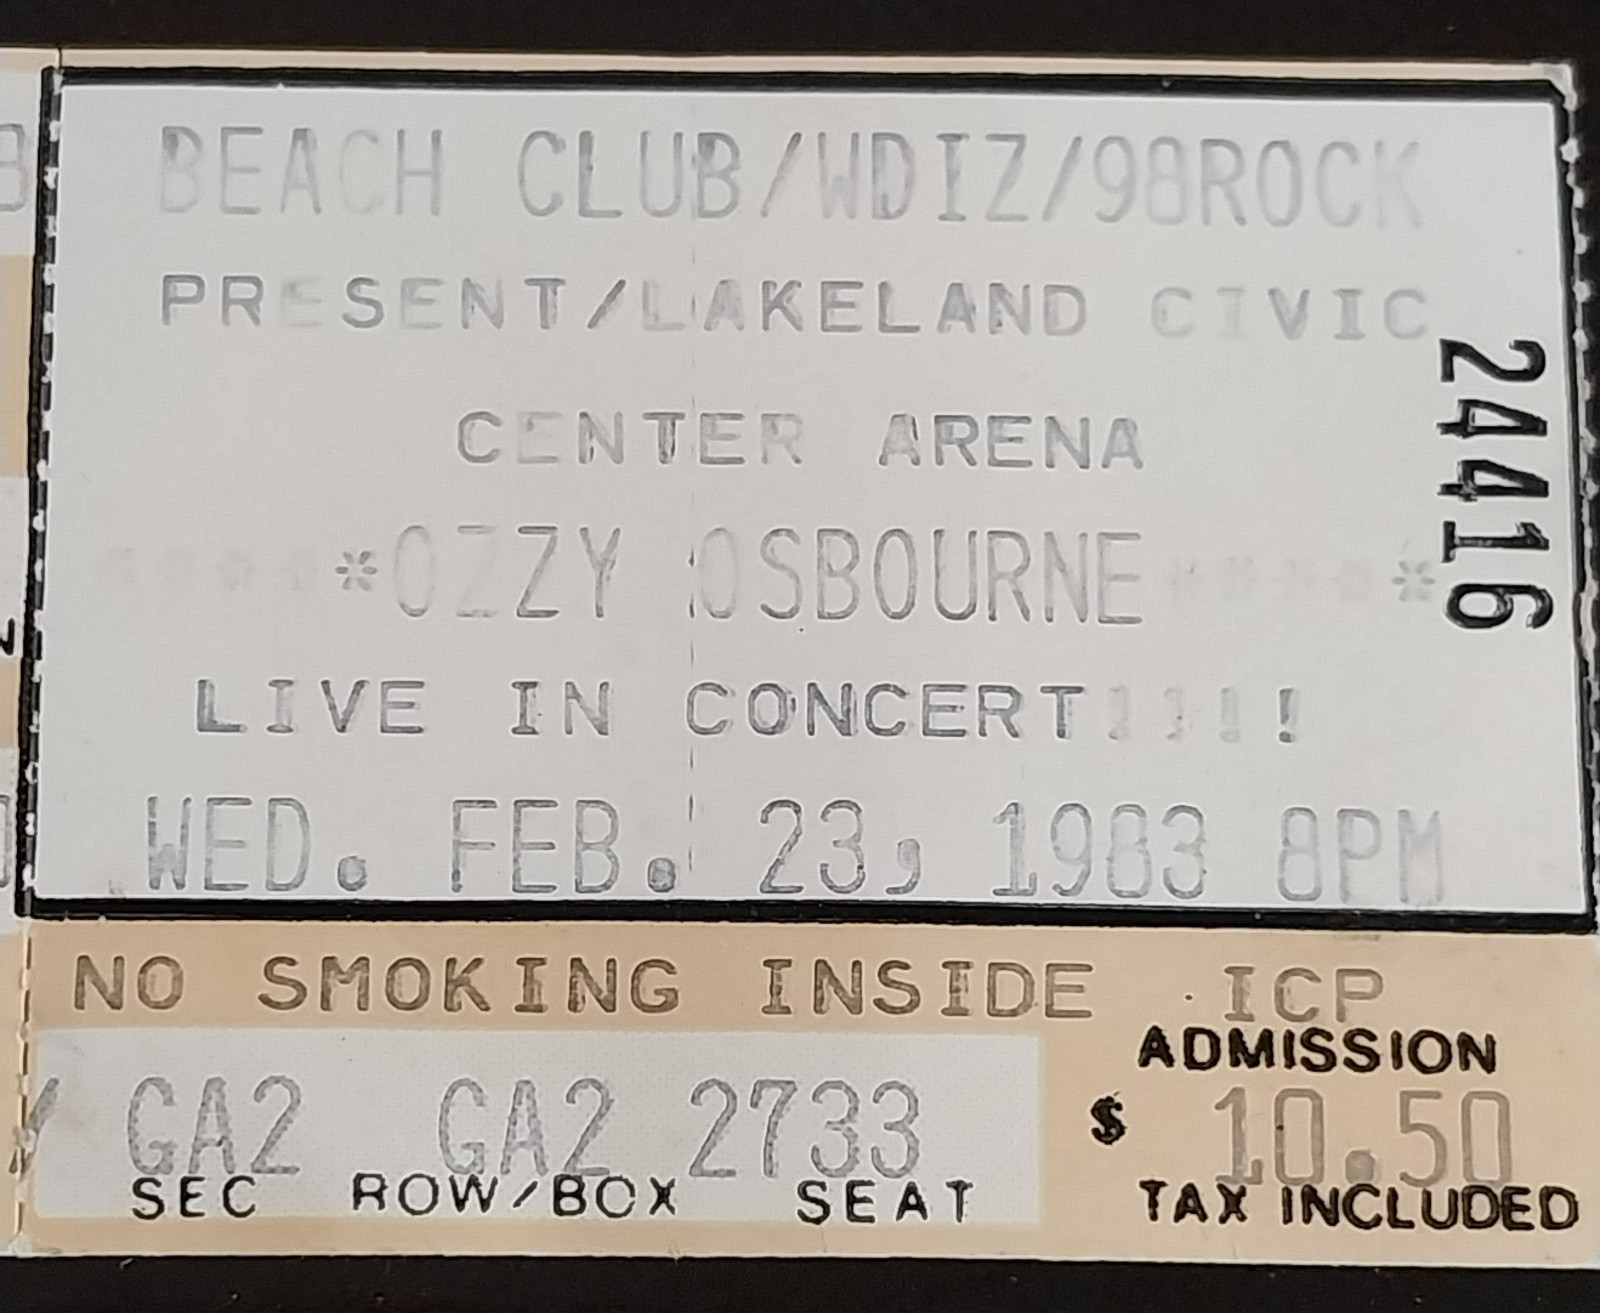 BEACH CLUB/WDIZ/98ROCK
PRESENT/LAKELAND CIVIC
CENTER ARENA
*OZZY OSBOURNE *
LIVE IN CONCERT!!!!
WED. FEB. 23, 1983 8PM
24416
NO SMOKING INSIDE ICP
ADMISSION
GA2 GA2 2733 $ 10.50
SEC ROW/BOX SEAT TAX INCLUDED